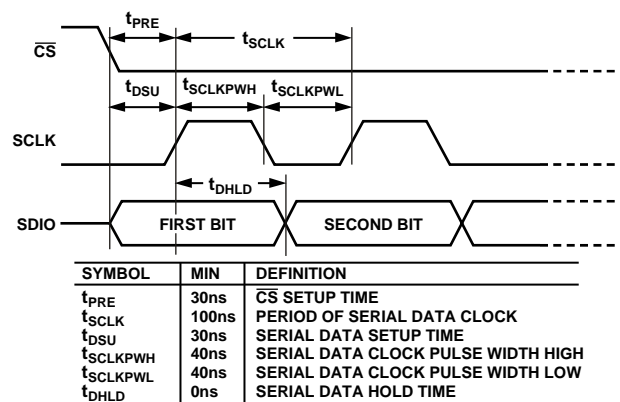 tPRE
tSCLK
CS
tDSU
tSCLKPWH
tSCLKPWL
SCLK
tDHLD
SDIO
FIRST BIT
SECOND BIT
SYMBOL MIN DEFINITION
tPRE 30ns CS SETUP TIME
tSCLK 100ns PERIOD OF SERIAL DATA CLOCK
tDSU 30ns SERIAL DATA SETUP TIME
tSCLKPWH 40ns SERIAL DATA CLOCK PULSE WIDTH HIGH
tSCLKPWL 40ns SERIAL DATA CLOCK PULSE WIDTH LOW
tDHLD 0ns SERIAL DATA HOLD TIME